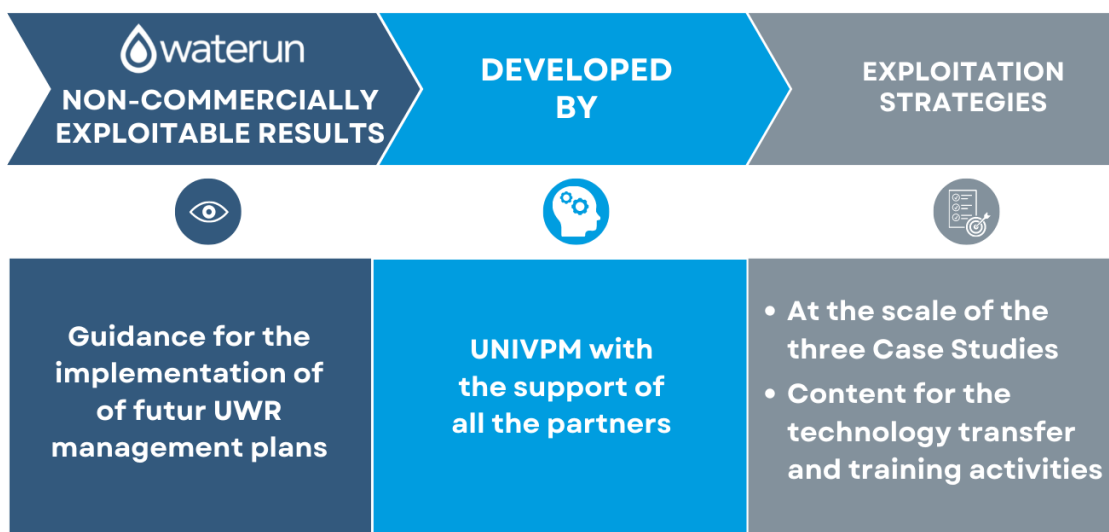 waterun
NON-COMMERCIALLY
EXPLOITABLE RESULTS
DEVELOPED
BY
EXPLOITATION
STRATEGIES
Guidance for the
implementation of
of futur UWR
management plans
UNIVPM with
the support of
all the partners
• At the scale of the
three Case Studies
• Content for the
technology transfer
and training activities